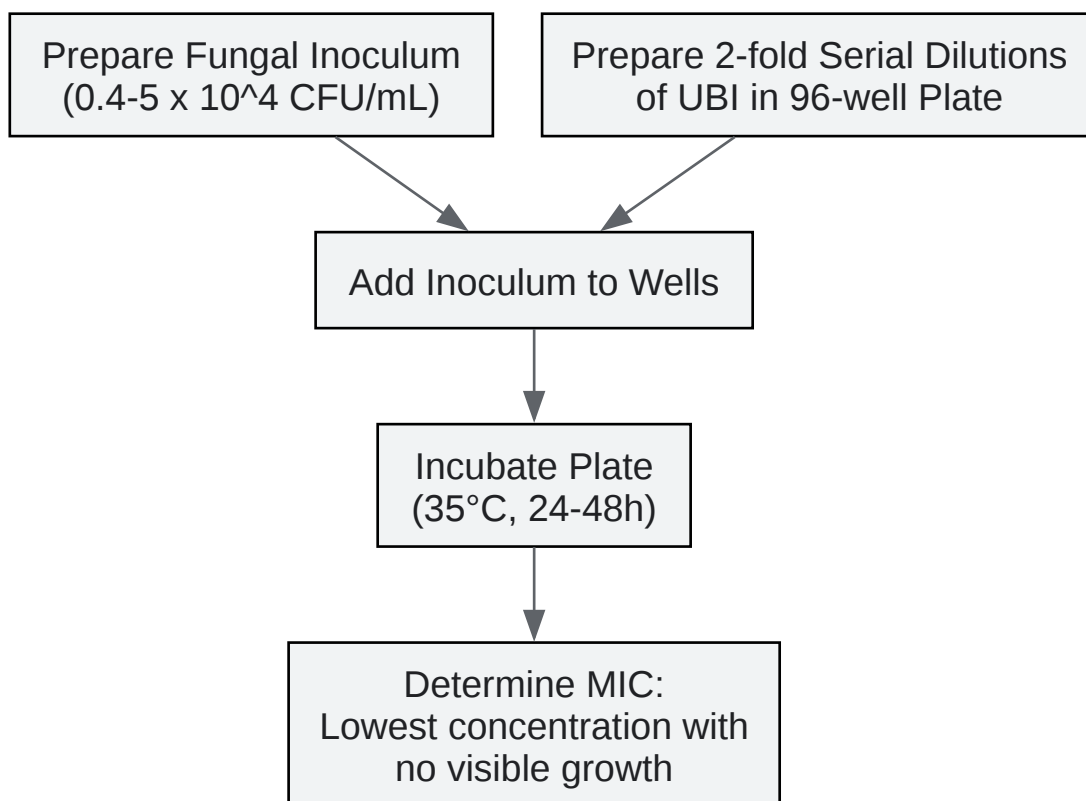 Prepare Fungal Inoculum
(0.4-5 x 10^4 CFU/mL)
Prepare 2-fold Serial Dilutions
of UBI in 96-well Plate
Add Inoculum to Wells
Incubate Plate
(35°C, 24-48h)
Determine MIC:
Lowest concentration with
no visible growth